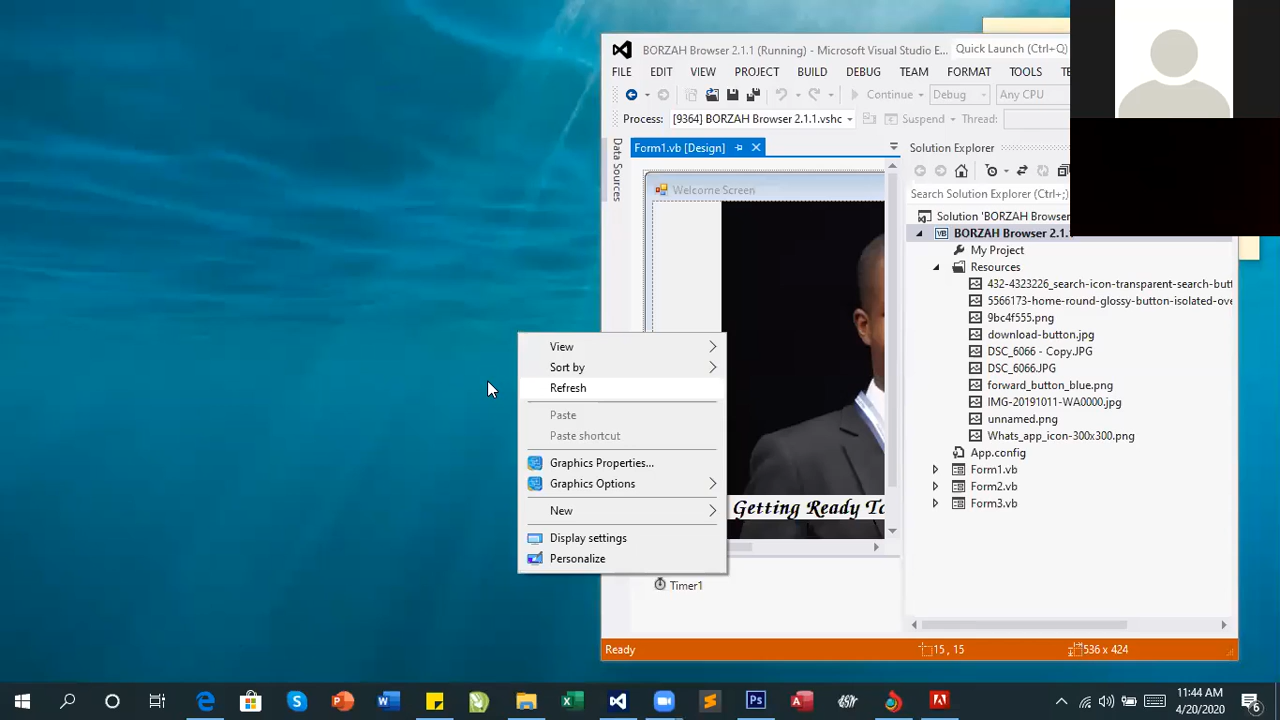 BORZAH Browser 2.1.1 (Running) - Microsoft Visual Studio E...
Quick Launch (Ctrl+Q)
FILE EDIT VIEW PROJECT BUILD DEBUG TEAM FORMAT TOOLS TE
Continue Debug Any CPU
Process: [9364] BORZAH Browser 2.1.1.vshc Suspend Thread:
Data Sources
Form1.vb [Design]
Welcome Screen
Getting Ready To
Timer1
Solution Explorer
Search Solution Explorer (Ctrl+;)
Solution 'BORZAH Browser
BORZAH Browser 2.1.1
My Project
Resources
432-4323226_search-icon-transparent-search-butt
5566173-home-round-glossy-button-isolated-ove
9bc4f555.png
download-button.jpg
DSC_6066 - Copy.JPG
DSC_6066.JPG
forward_button_blue.png
IMG-20191011-WA0000.jpg
unnamed.png
Whats_app_icon-300x300.png
App.config
Form1.vb
Form2.vb
Form3.vb
View
Sort by
Refresh
Paste
Paste shortcut
Graphics Properties...
Graphics Options
New
Display settings
Personalize
Ready 15 , 15 536 x 424
11:44 AM
4/20/2020
6